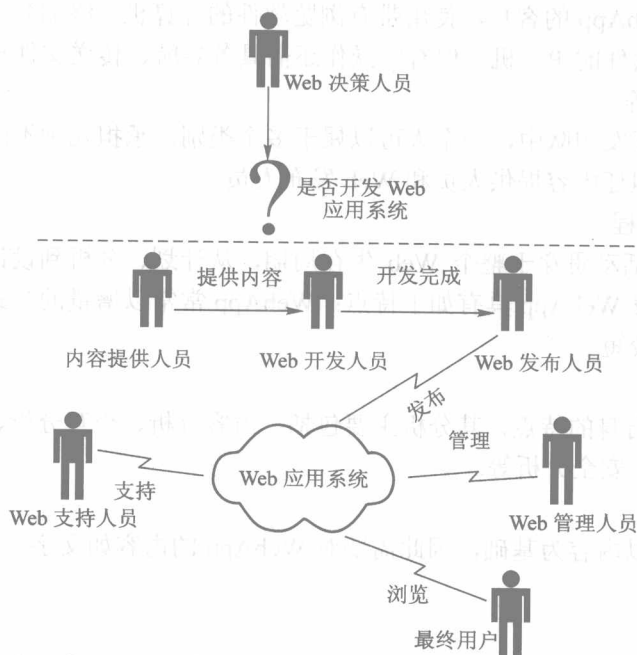 Web 决策人员
是否开发 Web
应用系统
提供内容
开发完成
内容提供人员
Web 开发人员
Web 发布人员
发布
管理
Web 应用系统
支持
Web 支持人员
Web 管理人员
浏览
最终用户